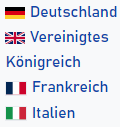 Deutschland
Vereinigtes
Königreich
Frankreich
Italien